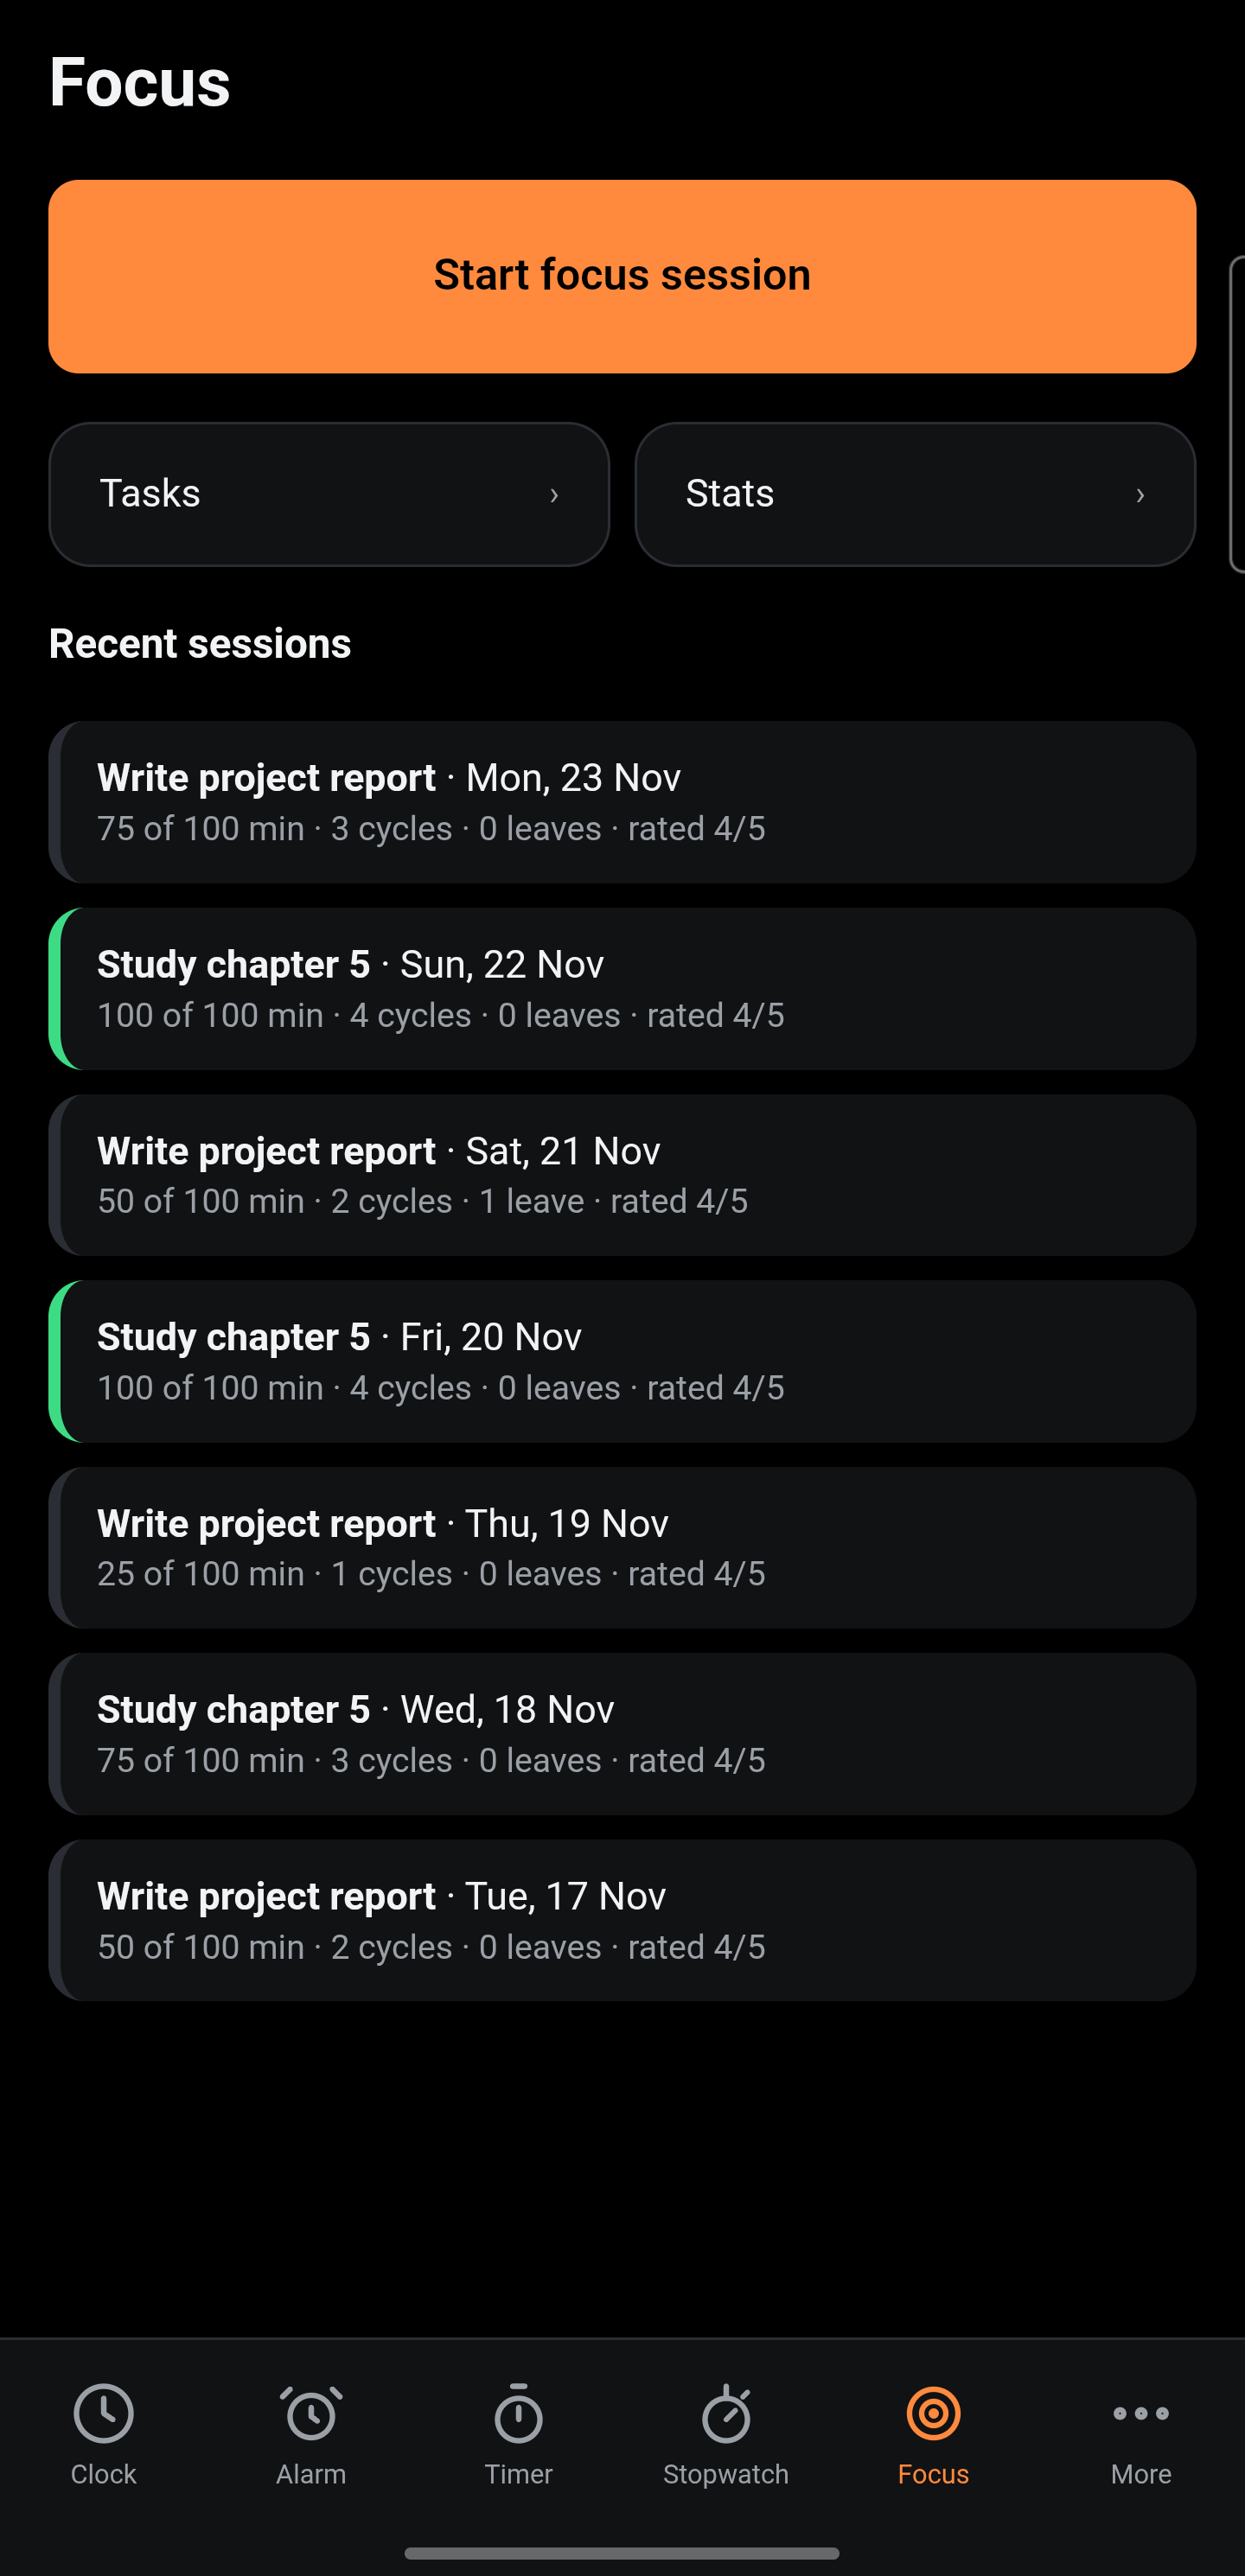 Focus
Start focus session
Tasks ›
Stats ›
Recent sessions
Write project report · Mon, 23 Nov
75 of 100 min · 3 cycles · 0 leaves · rated 4/5
Study chapter 5 · Sun, 22 Nov
100 of 100 min · 4 cycles · 0 leaves · rated 4/5
Write project report · Sat, 21 Nov
50 of 100 min · 2 cycles · 1 leave · rated 4/5
Study chapter 5 · Fri, 20 Nov
100 of 100 min · 4 cycles · 0 leaves · rated 4/5
Write project report · Thu, 19 Nov
25 of 100 min · 1 cycles · 0 leaves · rated 4/5
Study chapter 5 · Wed, 18 Nov
75 of 100 min · 3 cycles · 0 leaves · rated 4/5
Write project report · Tue, 17 Nov
50 of 100 min · 2 cycles · 0 leaves · rated 4/5
Clock
Alarm
Timer
Stopwatch
Focus
More